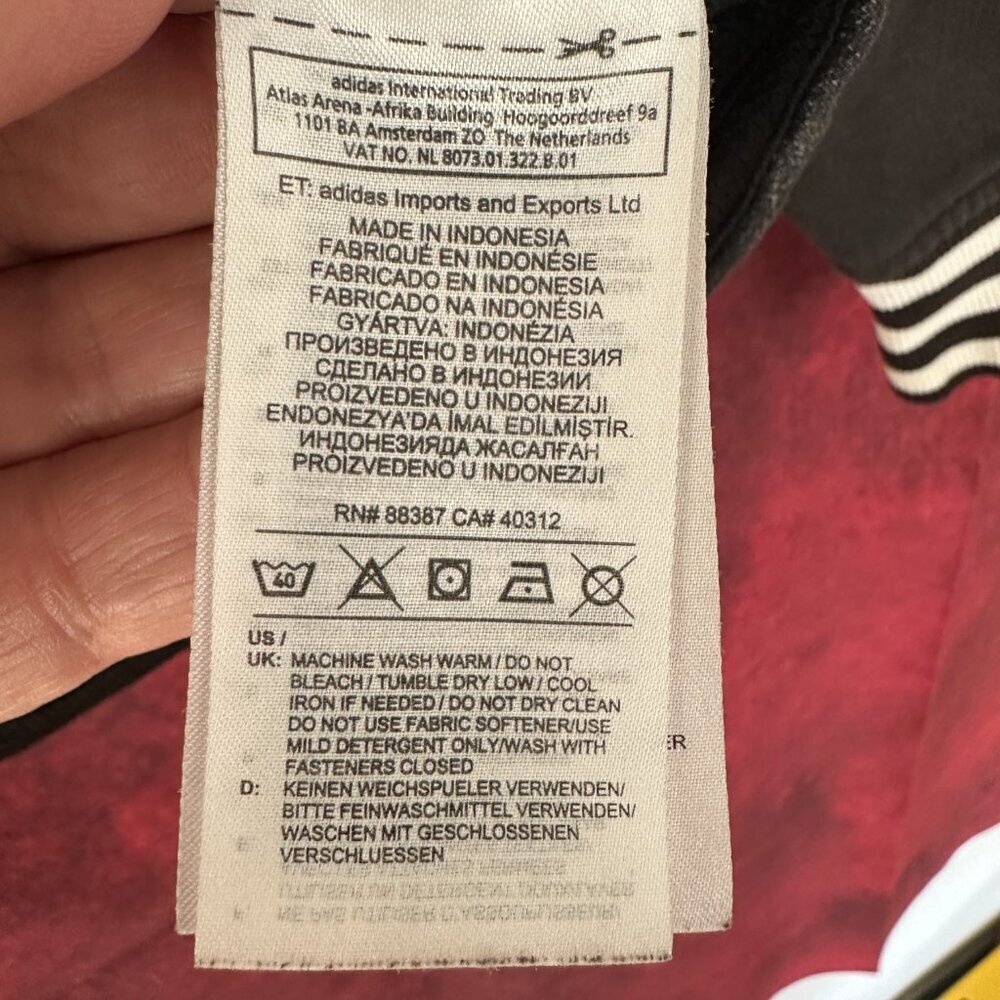 adidas International Trading BV
Atlas Arena -Afrika Building Hoogoorddreef 9a
1101 BA Amsterdam ZO The Netherlands
VAT NO. NL 8073.01.322.B.01
ET: adidas Imports and Exports Ltd
MADE IN INDONESIA
FABRIQUÉ EN INDONÉSIE
FABRICADO EN INDONESIA
FABRICADO NA INDONÉSIA
GYÁRTVA: INDONÉZIA
ПРОИЗВЕДЕНО В ИНДОНЕЗИЯ
СДЕЛАНО В ИНДОНЕЗИИ
PROIZVEDENO U INDONEZIJI
ENDONEZYA'DA İMAL EDİLMİŞTİR.
ИНДОНЕЗИЯДА ЖАСАЛҒАН
PROIZVEDENO U INDONEZIJI
RN# 88387 CA# 40312
40
US /
UK: MACHINE WASH WARM / DO NOT
BLEACH / TUMBLE DRY LOW / COOL
IRON IF NEEDED / DO NOT DRY CLEAN
DO NOT USE FABRIC SOFTENER/USE
MILD DETERGENT ONLY/WASH WITH
FASTENERS CLOSED
D: KEINEN WEICHSPUELER VERWENDEN/
BITTE FEINWASCHMITTEL VERWENDEN/
WASCHEN MIT GESCHLOSSENEN
VERSCHLUESSEN
ER